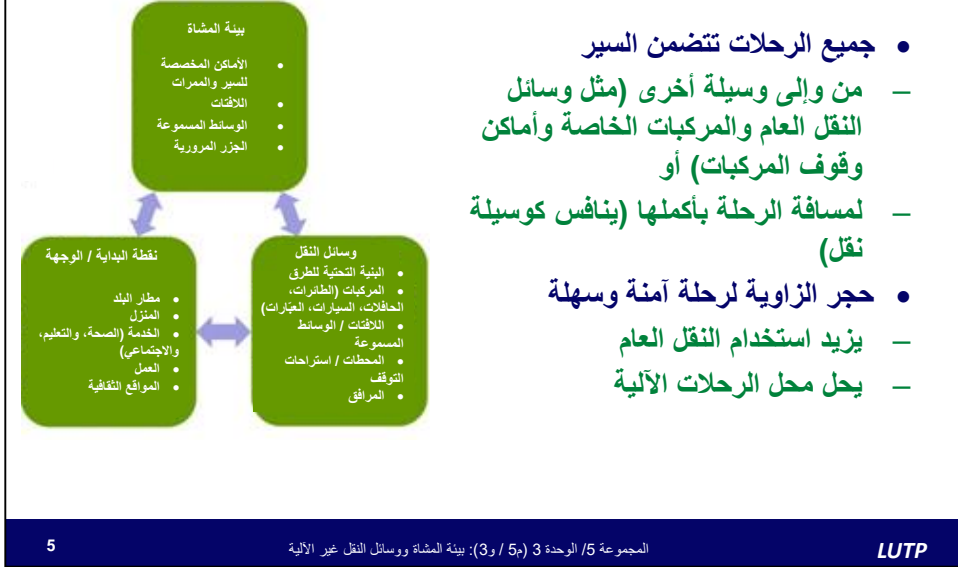 • جميع الرحلات تتضمن السير
– من وإلى وسيلة أخرى (مثل وسائل
النقل العام والمركبات الخاصة وأماكن
وقوف المركبات) أو
– لمسافة الرحلة بأكملها (ينافس كوسيلة
نقل)
• حجر الزاوية لرحلة آمنة وسهلة
– يزيد استخدام النقل العام
– يحل محل الرحلات الآلية
بيئة المشاة
• الأماكن المخصصة
للسير والممرات
• اللافتات
• الوسائط المسموعة
• الجزر المرورية
وسائل النقل
• البنية التحتية للطرق
• المركبات (الطائرات،
الحافلات، السيارات، العبّارات)
• اللافتات / الوسائط
المسموعة
• المحطات / استراحات
التوقف
• المرافق
نقطة البداية / الوجهة
• مطار البلد
• المنزل
• الخدمة (الصحة، والتعليم،
والاجتماعي)
• العمل
• المواقع الثقافية
LUTP
المجموعة 5/ الوحدة 3 (م5 / و3): بيئة المشاة ووسائل النقل غير الآلية
5